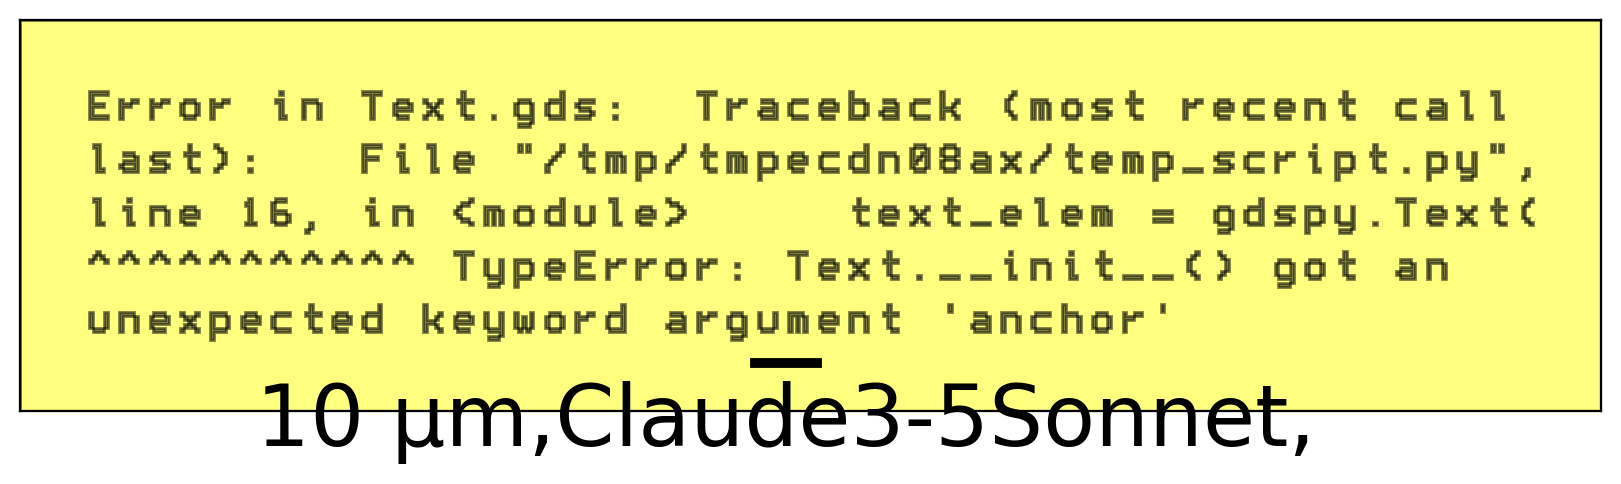 Error in Text.gds:  Traceback (most recent call
last):   File "/tmp/tmpecdn08ax/temp_script.py",
line 16, in <module>     text_elem = gdspy.Text(
^^^^^^^^^^^ TypeError: Text.__init__() got an
unexpected keyword argument 'anchor'
10 µm,Claude3-5Sonnet,